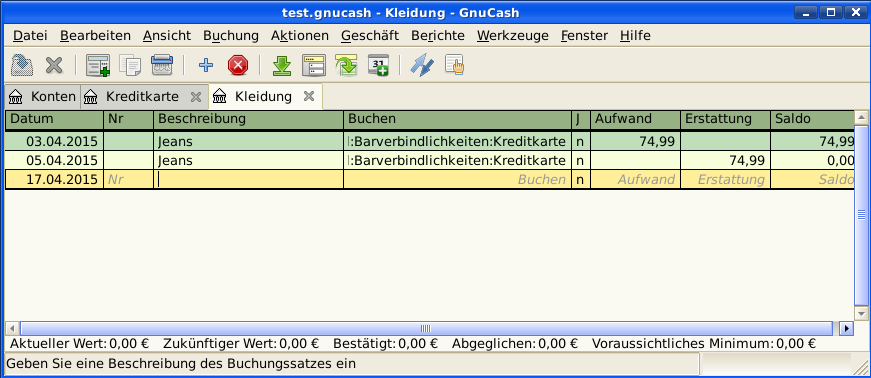 test.gnucash - Kleidung - GnuCash
Datei Bearbeiten Ansicht Buchung Aktionen Geschäft Berichte Werkzeuge Fenster Hilfe
31
Konten Kreditkarte Kleidung
Datum Nr Beschreibung Buchen J Aufwand Erstattung Saldo
03.04.2015 Jeans :Barverbindlichkeiten:Kreditkarte n 74,99 74,99
05.04.2015 Jeans :Barverbindlichkeiten:Kreditkarte n 74,99 0,00
17.04.2015 Nr Buchen n Aufwand Erstattung Saldo
Aktueller Wert: 0,00 € Zukünftiger Wert: 0,00 € Bestätigt: 0,00 € Abgeglichen: 0,00 € Voraussichtliches Minimum: 0,00 €
Geben Sie eine Beschreibung des Buchungssatzes ein